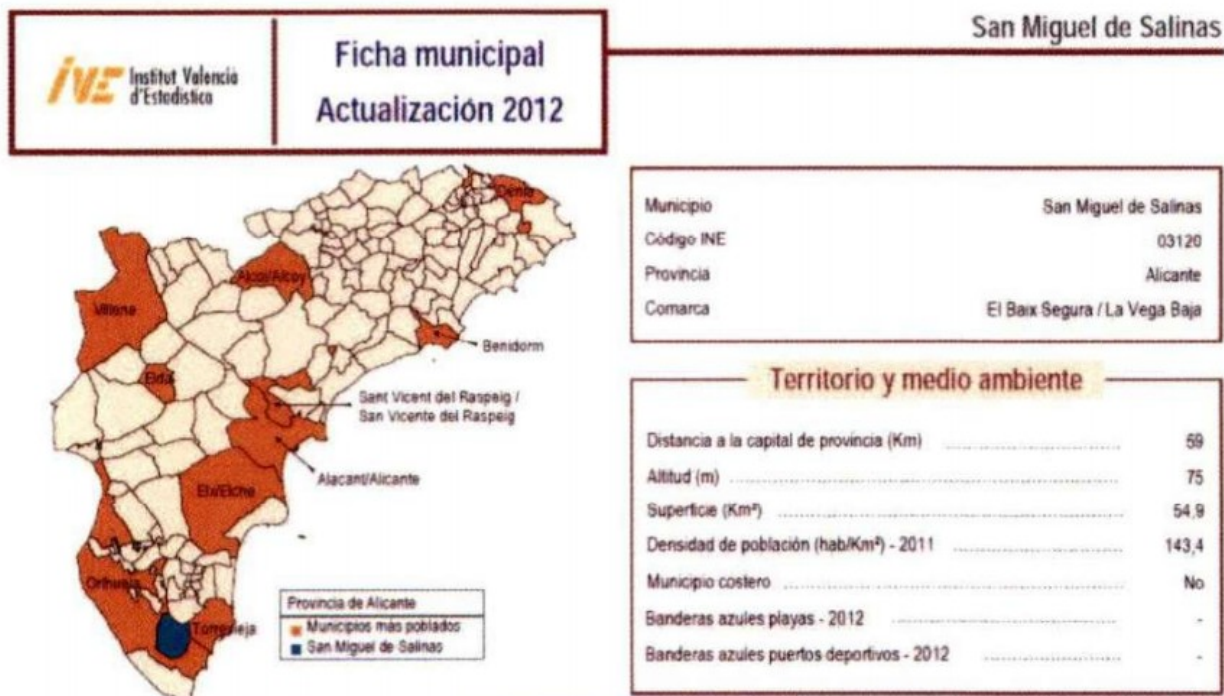 San Miguel de Salinas
iVE Institut Valencià
d'Estadística
Ficha municipal
Actualización 2012
Denia
Alcoi/Alcoy
Villena
Benidorm
Elda
Sant Vicent del Raspeig /
San Vicente del Raspeig
Alacant/Alicante
Elx/Elche
Orihuela
Torrevieja
Provincia de Alicante
Municipios más poblados
San Miguel de Salinas
Municipio San Miguel de Salinas
Código INE 03120
Provincia Alicante
Comarca El Baix Segura / La Vega Baja
Territorio y medio ambiente
Distancia a la capital de provincia (Km) 59
Altitud (m) 75
Superficie (Km²) 54,9
Densidad de población (hab/Km²) - 2011 143,4
Municipio costero No
Banderas azules playas - 2012 -
Banderas azules puertos deportivos - 2012 -